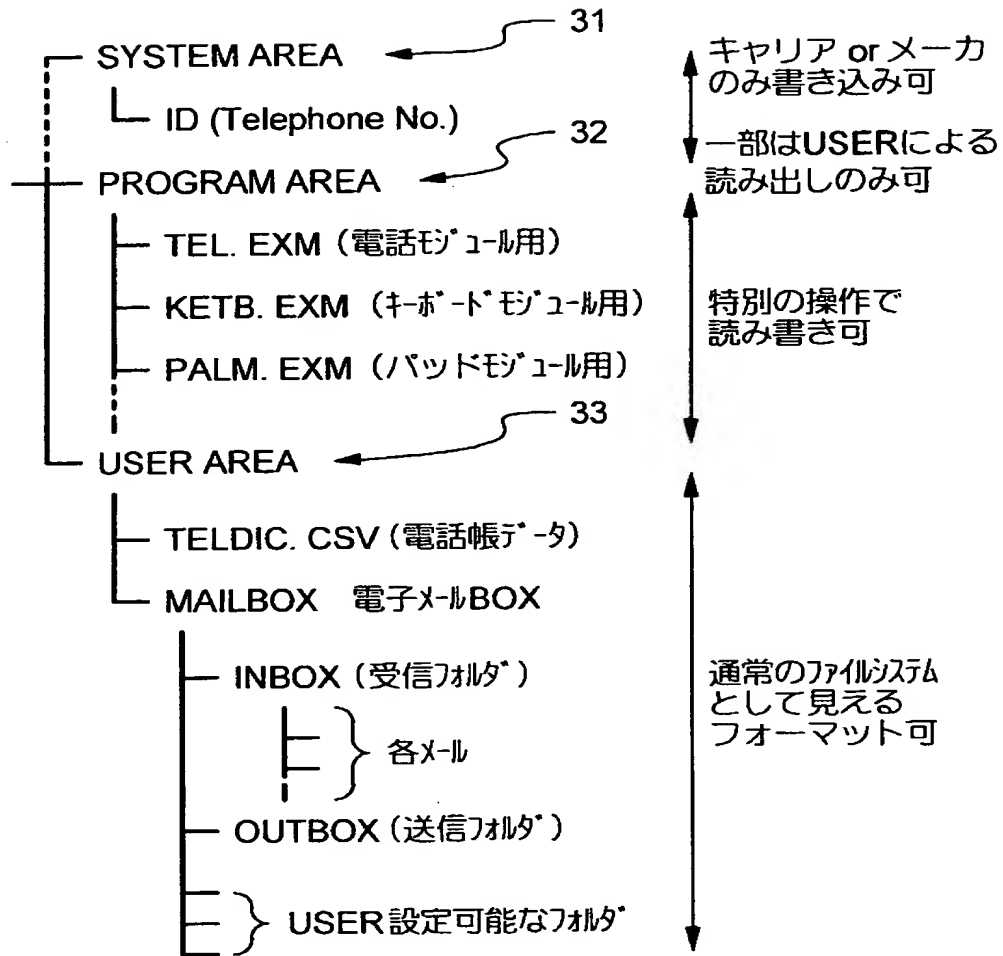 31
SYSTEM AREA
キャリア or メーカ
のみ書き込み可
ID (Telephone No.)
32
一部はUSERによる
読み出しのみ可
PROGRAM AREA
TEL. EXM (電話ﾓｼﾞｭｰﾙ用)
KETB. EXM (ｷｰﾎﾞｰﾄﾞﾓｼﾞｭｰﾙ用)
特別の操作で
読み書き可
PALM. EXM (パッドﾓｼﾞｭｰﾙ用)
33
USER AREA
TELDIC. CSV (電話帳ﾃﾞｰﾀ)
MAILBOX 電子ﾒｰﾙBOX
INBOX (受信ﾌｫﾙﾀﾞ)
通常のﾌｧｲﾙｼｽﾃﾑ
として見える
フォーマット可
各ﾒｰﾙ
OUTBOX (送信ﾌｫﾙﾀﾞ)
USER設定可能なﾌｫﾙﾀﾞ